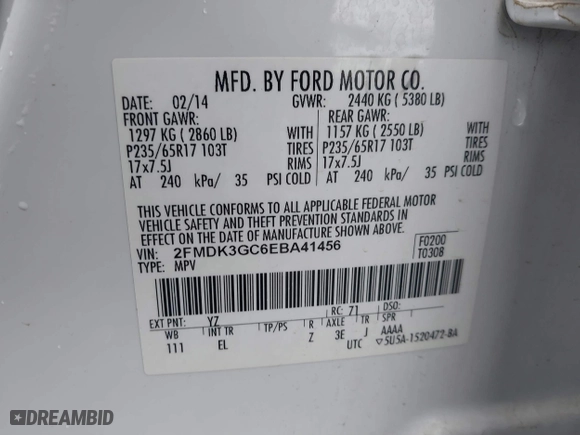 MFD. BY FORD MOTOR CO.
DATE: 02/14 GVWR: 2440 KG ( 5380 LB)
FRONT GAWR: REAR GAWR:
1297 KG ( 2860 LB) WITH 1157 KG ( 2550 LB) WITH
P235/65R17 103T TIRES P235/65R17 103T TIRES
17x7.5J RIMS 17x7.5J RIMS
AT 240 kPa/ 35 PSI COLD AT 240 kPa/ 35 PSI COLD
THIS VEHICLE CONFORMS TO ALL APPLICABLE FEDERAL MOTOR
VEHICLE SAFETY AND THEFT PREVENTION STANDARDS IN
EFFECT ON THE DATE OF MANUFACTURE SHOWN ABOVE.
VIN: 2FMDK3GC6EBA41456 F0200
TYPE: MPV T0308
EXT PNT: YZ RC: 71 DSO:
WB INT TR TP/PS R AXLE TR SPR
111 EL Z 3E J AAAA
UTC 5U5A-1520472-BA
DREAMBID